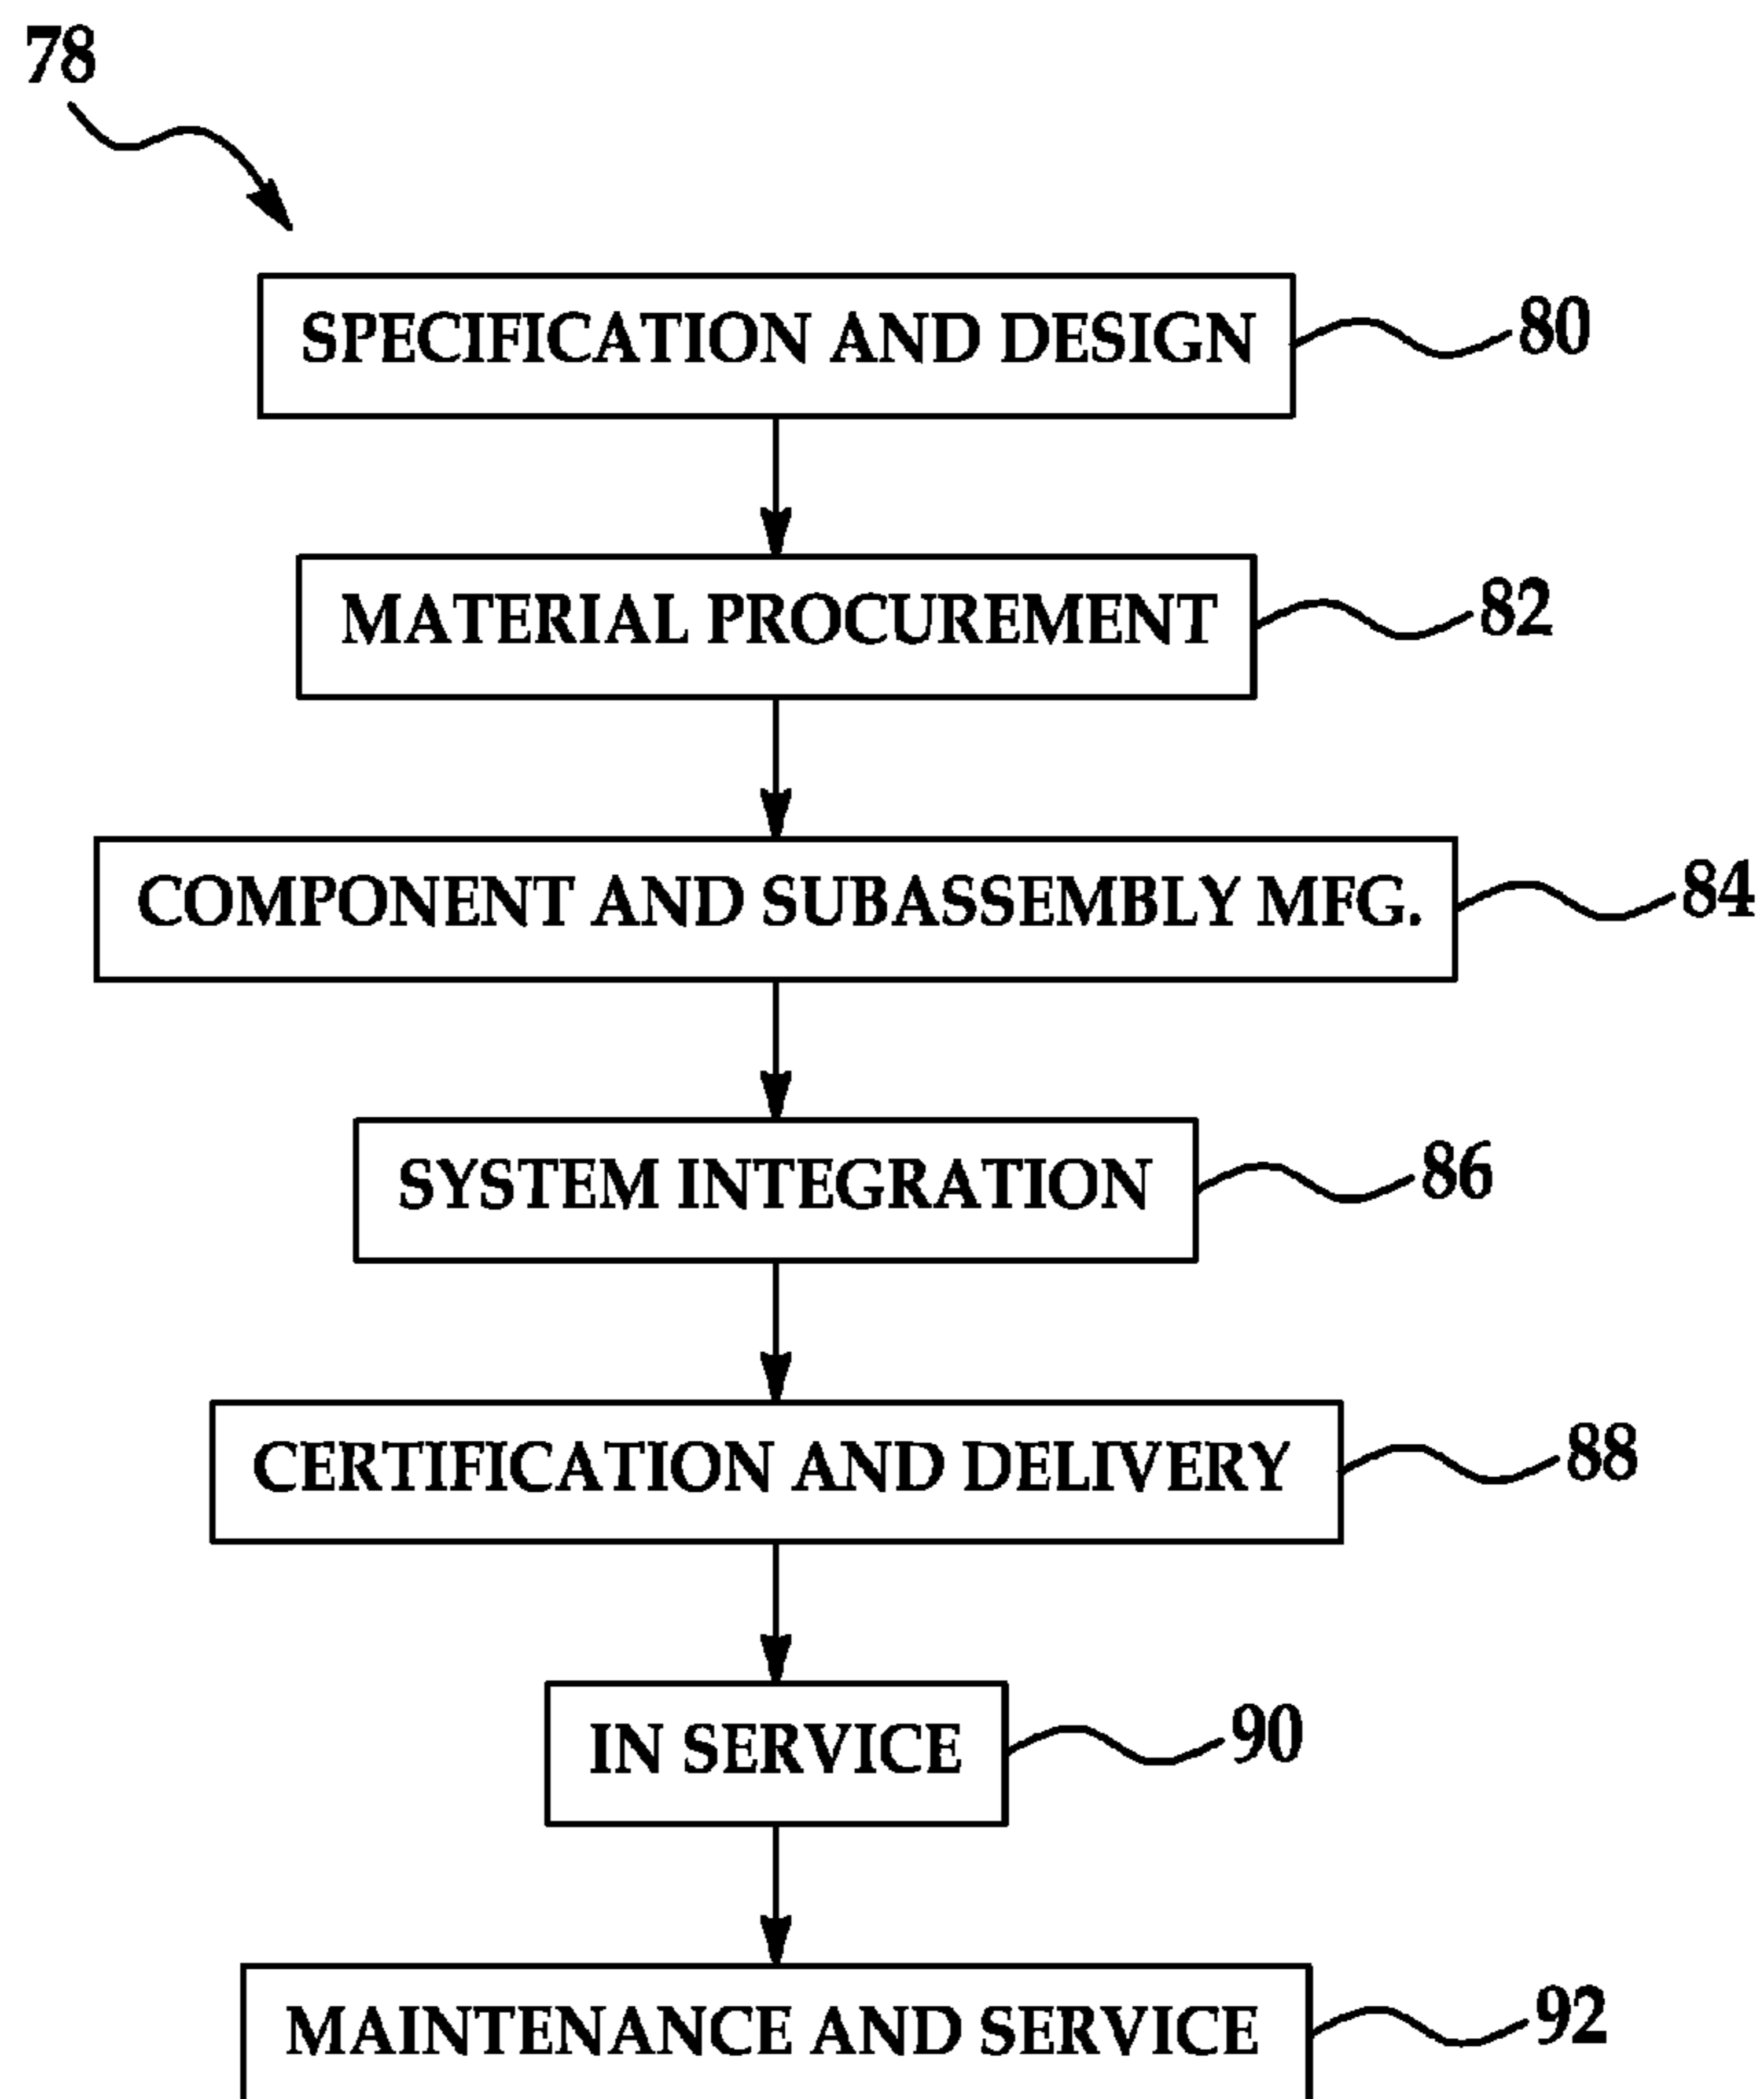 78
SPECIFICATION AND DESIGN 80
MATERIAL PROCUREMENT 82
COMPONENT AND SUBASSEMBLY MFG. 84
SYSTEM INTEGRATION 86
CERTIFICATION AND DELIVERY 88
IN SERVICE 90
MAINTENANCE AND SERVICE 92